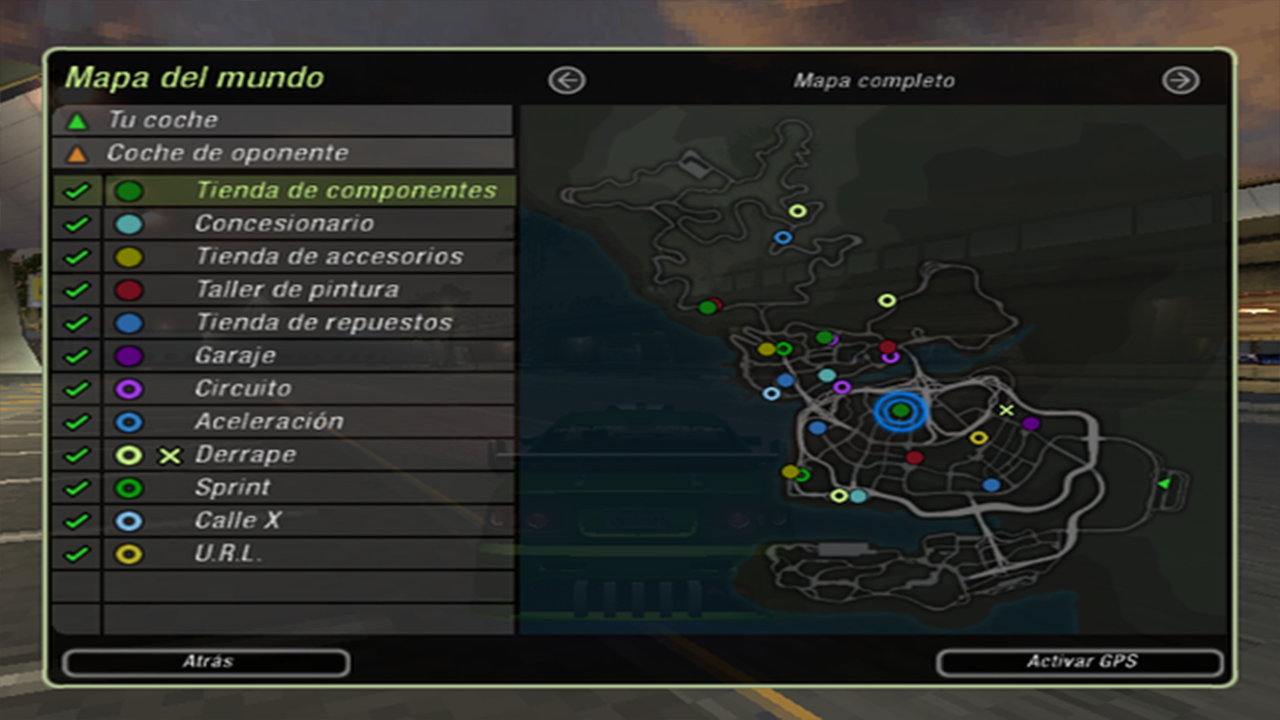 Mapa del mundo
Mapa completo
Tu coche
Coche de oponente
Tienda de componentes
Concesionario
Tienda de accesorios
Taller de pintura
Tienda de repuestos
Garaje
Circuito
Aceleración
Derrape
Sprint
Calle X
U.R.L.
Atrás
Activar GPS